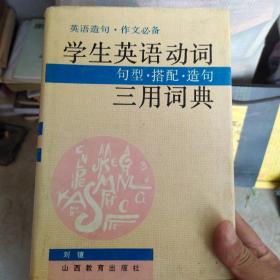 英语造句·作文必备
学生英语动词
句型·搭配·造句
三用词典
刘锐
山西教育出版社